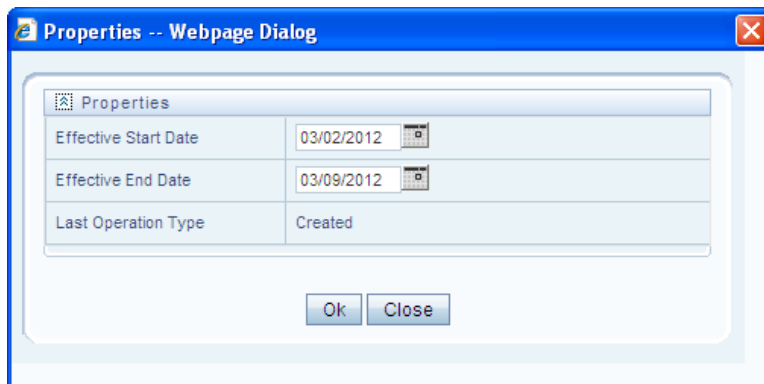 Properties -- Webpage Dialog
Properties
Effective Start Date 03/02/2012
Effective End Date 03/09/2012
Last Operation Type Created
Ok Close